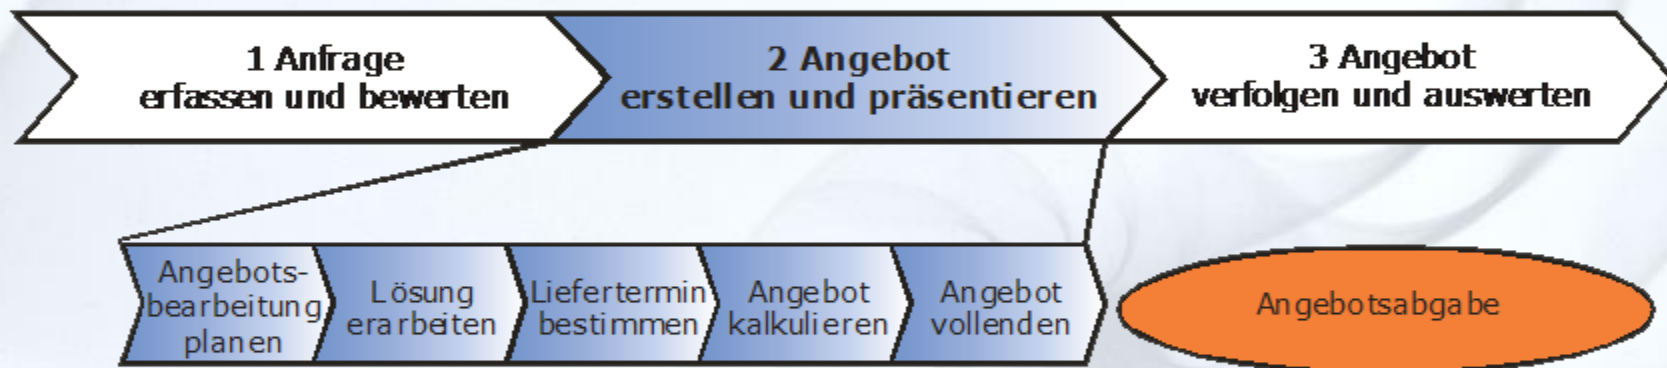 1 Anfrage
erfassen und bewerten
2 Angebot
erstellen und präsentieren
3 Angebot
verfolgen und auswerten
Angebots-
bearbeitung
planen
Lösung
erarbeiten
Liefertermin
bestimmen
Angebot
kalkulieren
Angebot
vollenden
Angebotsabgabe